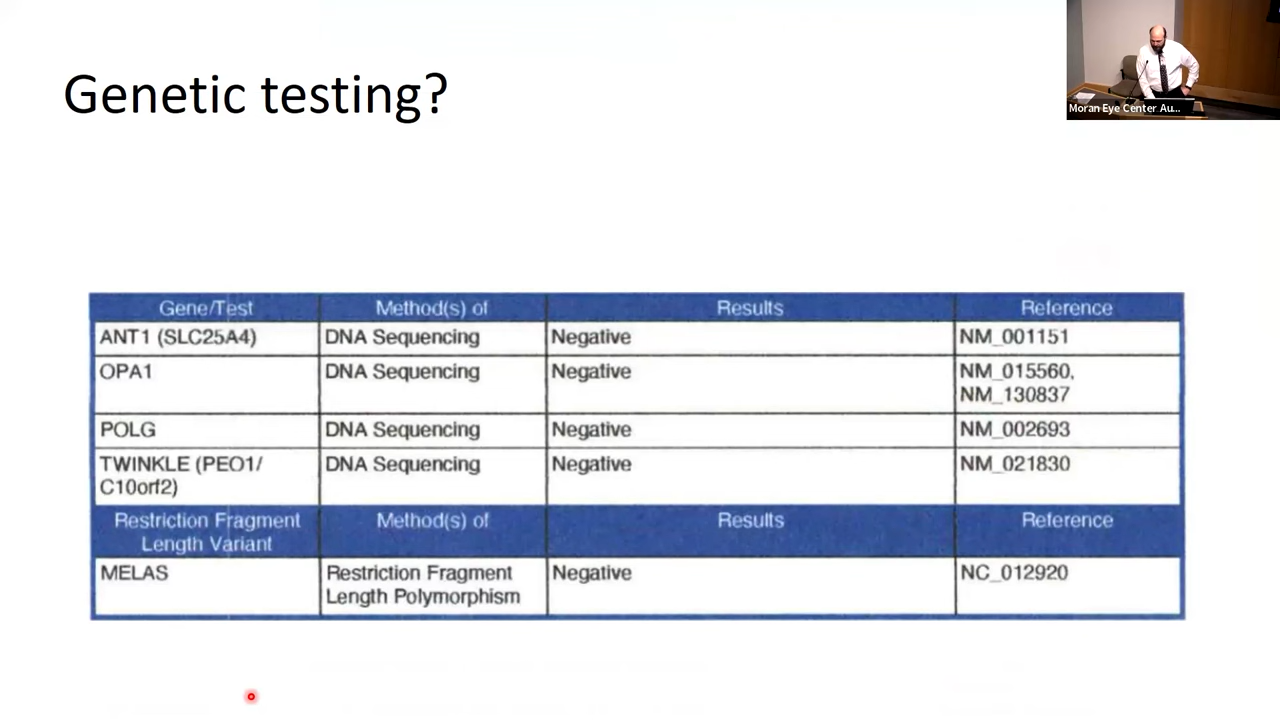 Genetic testing?
Moran Eye Center Au...
Gene/Test Method(s) of Results Reference
ANT1 (SLC25A4) DNA Sequencing Negative NM_001151
OPA1 DNA Sequencing Negative NM_015560,
NM_130837
POLG DNA Sequencing Negative NM_002693
TWINKLE (PEO1/ DNA Sequencing Negative NM_021830
C10orf2)
Restriction Fragment Method(s) of Results Reference
Length Variant
MELAS Restriction Fragment Negative NC_012920
Length Polymorphism